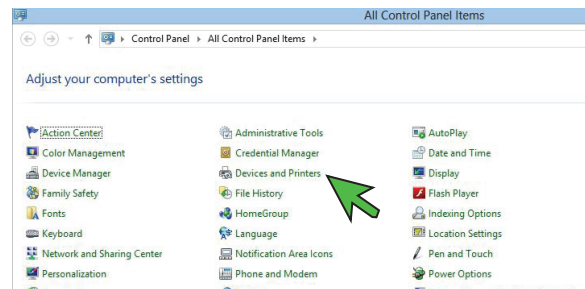 All Control Panel Items
Control Panel All Control Panel Items
Adjust your computer's settings
Action Center Administrative Tools AutoPlay
Color Management Credential Manager Date and Time
Device Manager Devices and Printers Display
Family Safety File History Flash Player
Fonts HomeGroup Indexing Options
Keyboard Language Location Settings
Network and Sharing Center Notification Area Icons Pen and Touch
Personalization Phone and Modem Power Options